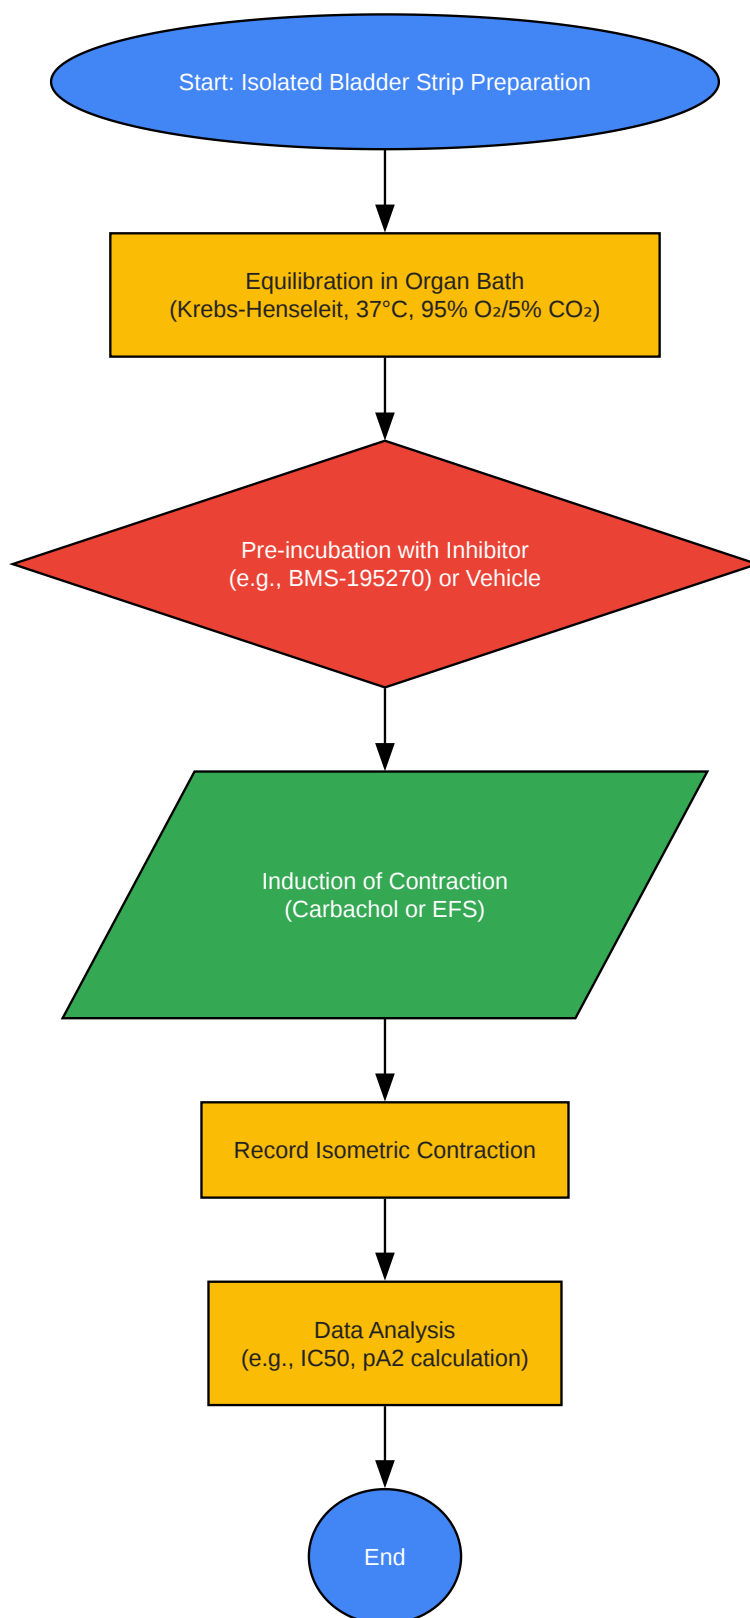 Start: Isolated Bladder Strip Preparation
Equilibration in Organ Bath
(Krebs-Henseleit, 37°C, 95% O₂/5% CO₂)
Pre-incubation with Inhibitor
(e.g., BMS-195270) or Vehicle
Induction of Contraction
(Carbachol or EFS)
Record Isometric Contraction
Data Analysis
(e.g., IC50, pA2 calculation)
End